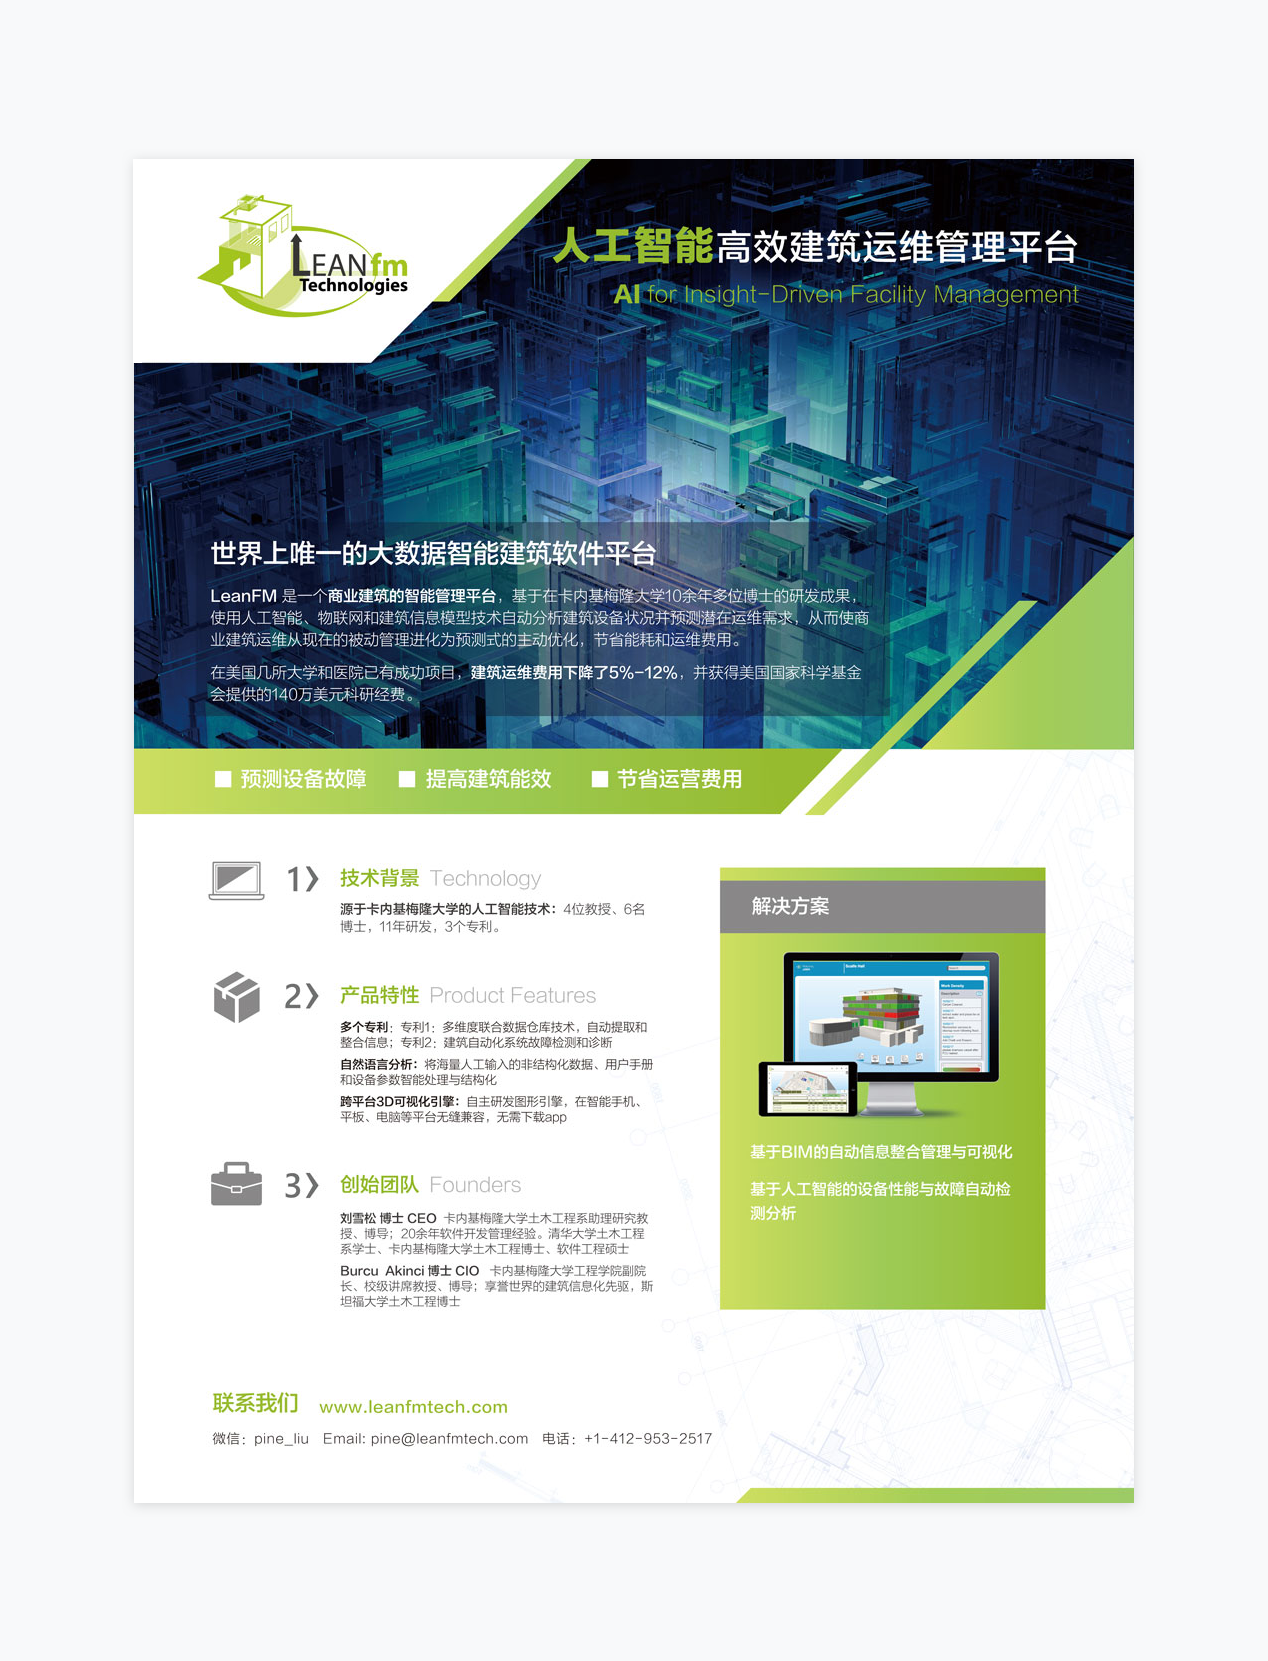 LEANfm
Technologies
人工智能高效建筑运维管理平台
AI for Insight-Driven Facility Management
世界上唯一的大数据智能建筑软件平台
LeanFM 是一个商业建筑的智能管理平台，基于在卡内基梅隆大学10余年多位博士的研发成果，
使用人工智能、物联网和建筑信息模型技术自动分析建筑设备状况并预测潜在运维需求，从而使商
业建筑运维从现在的被动管理进化为预测式的主动优化，节省能耗和运维费用。
在美国几所大学和医院已有成功项目，建筑运维费用下降了5%-12%，并获得美国国家科学基金
会提供的140万美元科研经费。
预测设备故障 提高建筑能效 节省运营费用
1 技术背景 Technology
源于卡内基梅隆大学的人工智能技术：4位教授、6名
博士，11年研发，3个专利。
2 产品特性 Product Features
多个专利：专利1：多维度联合数据仓库技术，自动提取和
整合信息；专利2：建筑自动化系统故障检测和诊断
自然语言分析：将海量人工输入的非结构化数据、用户手册
和设备参数智能处理与结构化
跨平台3D可视化引擎：自主研发图形引擎，在智能手机、
平板、电脑等平台无缝兼容，无需下载app
3 创始团队 Founders
刘雪松 博士 CEO 卡内基梅隆大学土木工程系助理研究教
授、博导；20余年软件开发管理经验。清华大学土木工程
系学士、卡内基梅隆大学土木工程博士、软件工程硕士
Burcu Akinci 博士 CIO 卡内基梅隆大学工程学院副院
长、校级讲席教授、博导；享誉世界的建筑信息化先驱，斯
坦福大学土木工程博士
解决方案
Scaife Hall
Work Density
基于BIM的自动信息整合管理与可视化
基于人工智能的设备性能与故障自动检
测分析
联系我们 www.leanfmtech.com
微信：pine_liu Email: pine@leanfmtech.com 电话：+1-412-953-2517